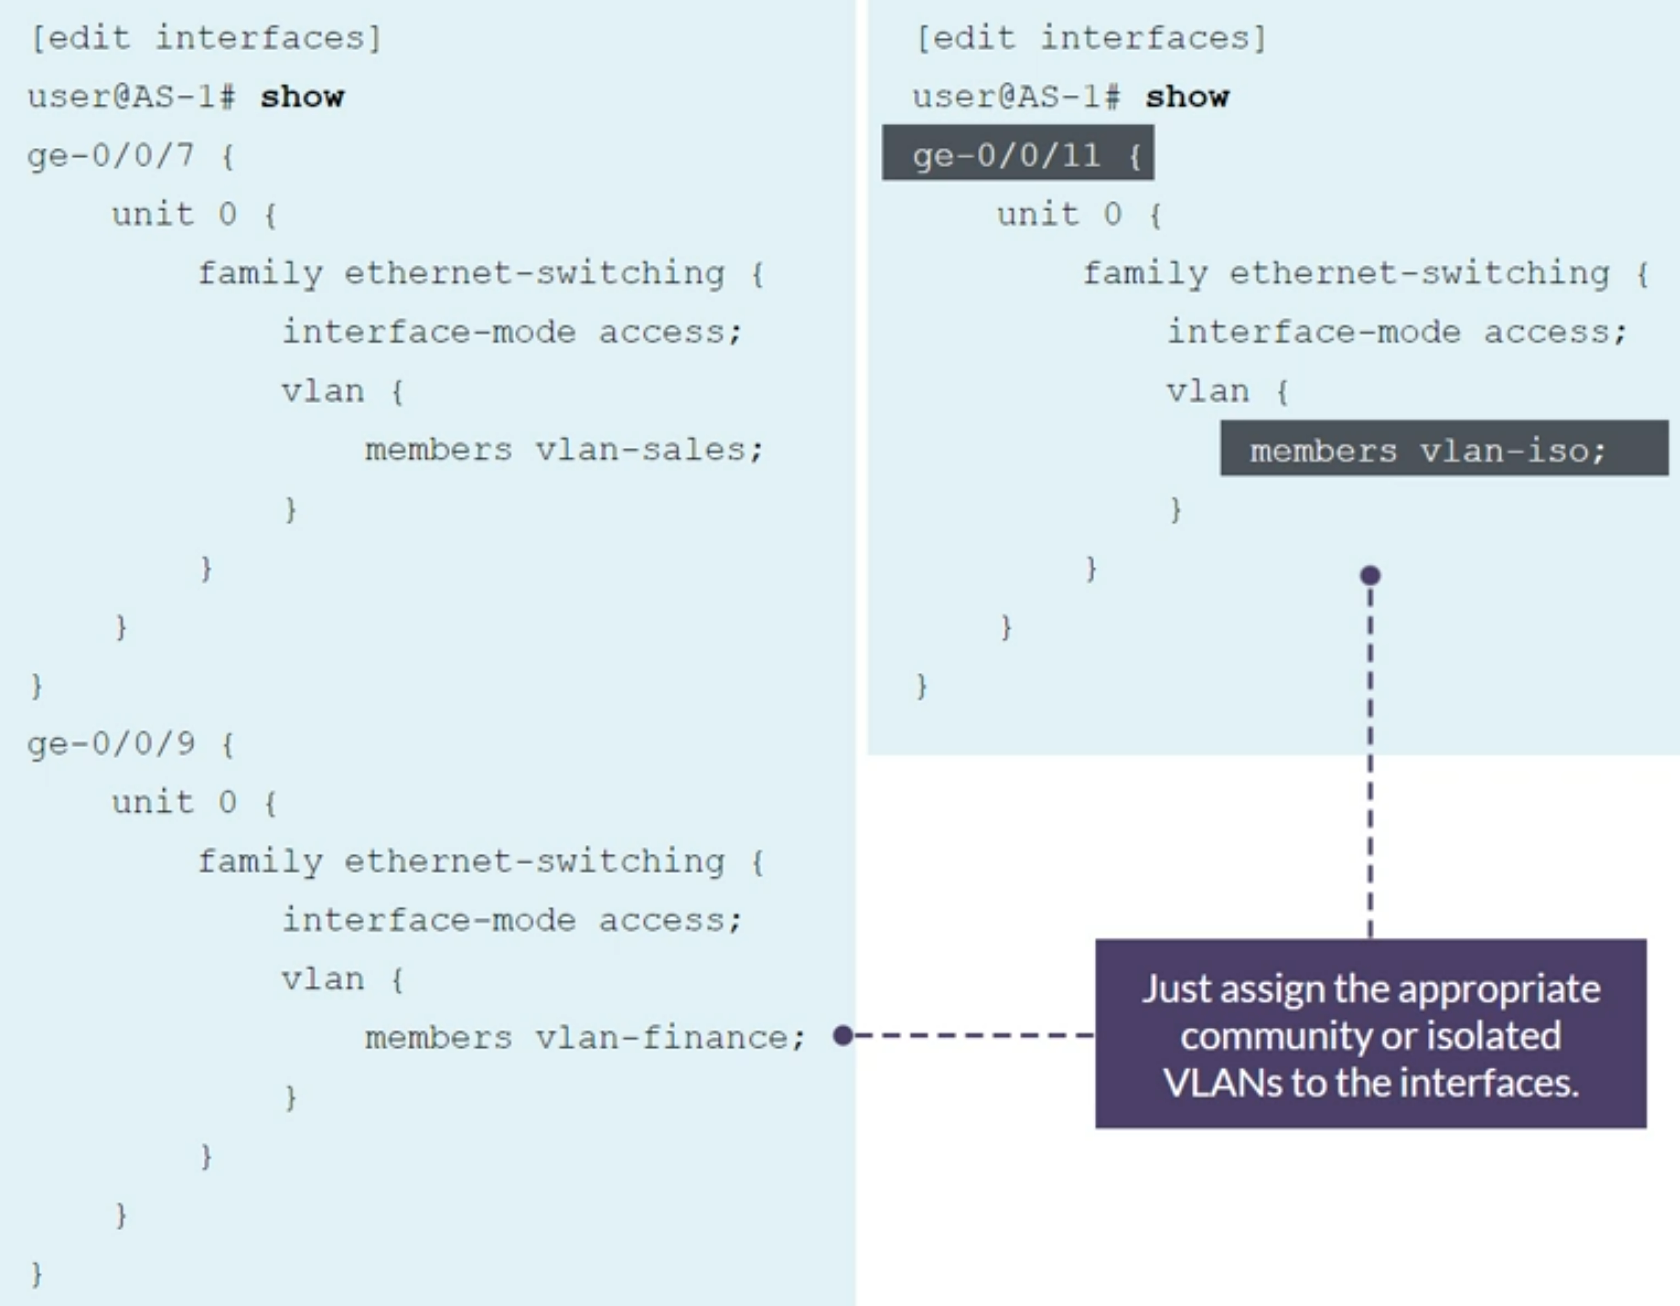 [edit interfaces]
user@AS-1# show
ge-0/0/7 {
    unit 0 {
        family ethernet-switching {
            interface-mode access;
            vlan {
                members vlan-sales;
            }
        }
    }
}
ge-0/0/9 {
    unit 0 {
        family ethernet-switching {
            interface-mode access;
            vlan {
                members vlan-finance;
            }
        }
    }
}
[edit interfaces]
user@AS-1# show
ge-0/0/11 {
    unit 0 {
        family ethernet-switching {
            interface-mode access;
            vlan {
                members vlan-iso;
            }
        }
    }
}
Just assign the appropriate
community or isolated
VLANs to the interfaces.